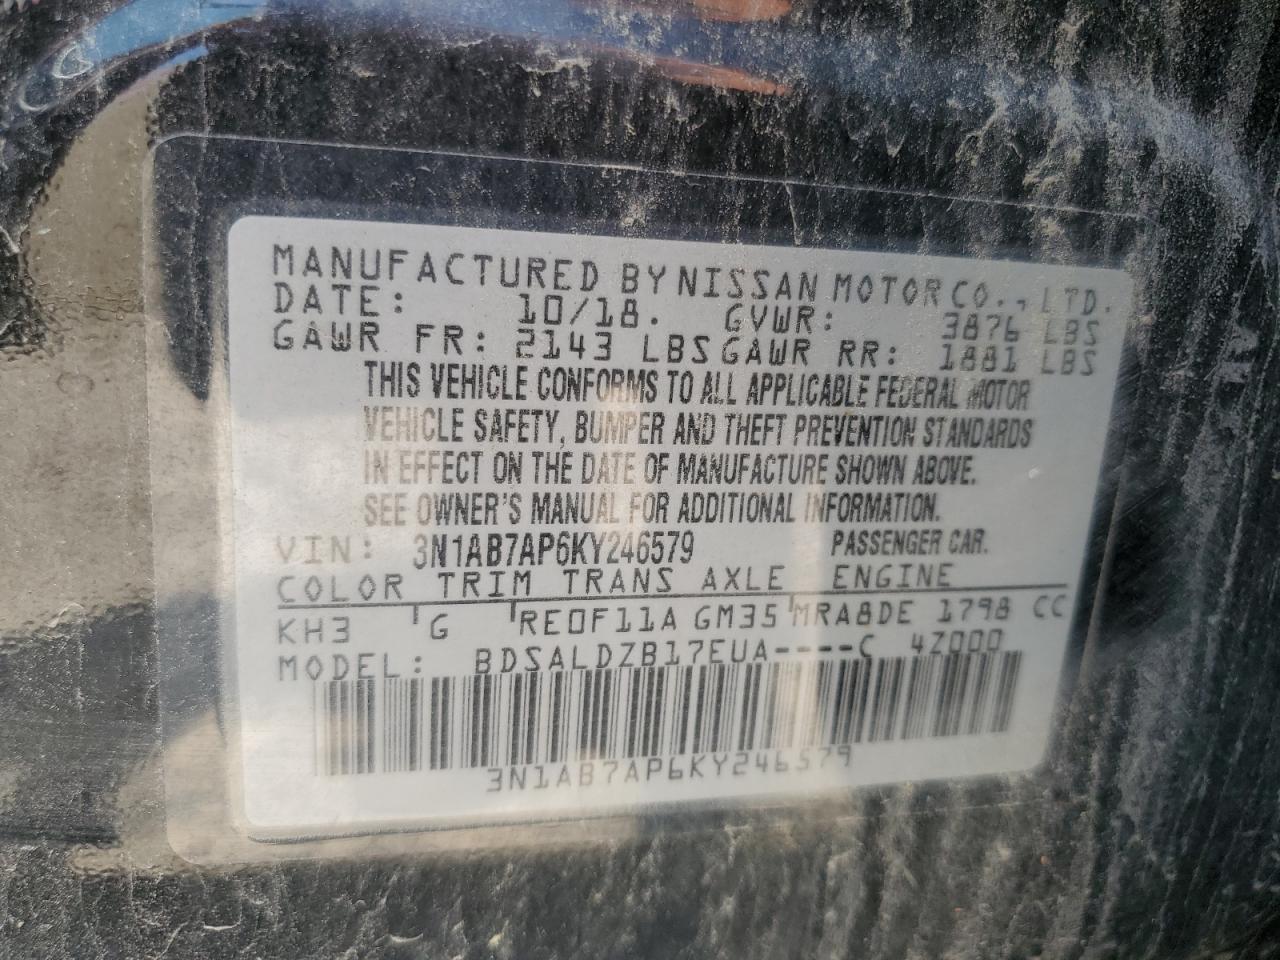 MANUFACTURED BY NISSAN MOTOR CO., LTD.
DATE: 10/18. GVWR: 3876 LBS
GAWR FR: 2143 LBS GAWR RR: 1881 LBS
THIS VEHICLE CONFORMS TO ALL APPLICABLE FEDERAL MOTOR
VEHICLE SAFETY, BUMPER AND THEFT PREVENTION STANDARDS
IN EFFECT ON THE DATE OF MANUFACTURE SHOWN ABOVE.
SEE OWNER'S MANUAL FOR ADDITIONAL INFORMATION.
VIN: 3N1AB7AP6KY246579 PASSENGER CAR.
COLOR TRIM TRANS AXLE ENGINE
KH3 G RE0F11A GM35 MRA8DE 1798 CC
MODEL: BDSALDZB17EUA----C 4Z000
3N1AB7AP6KY246579